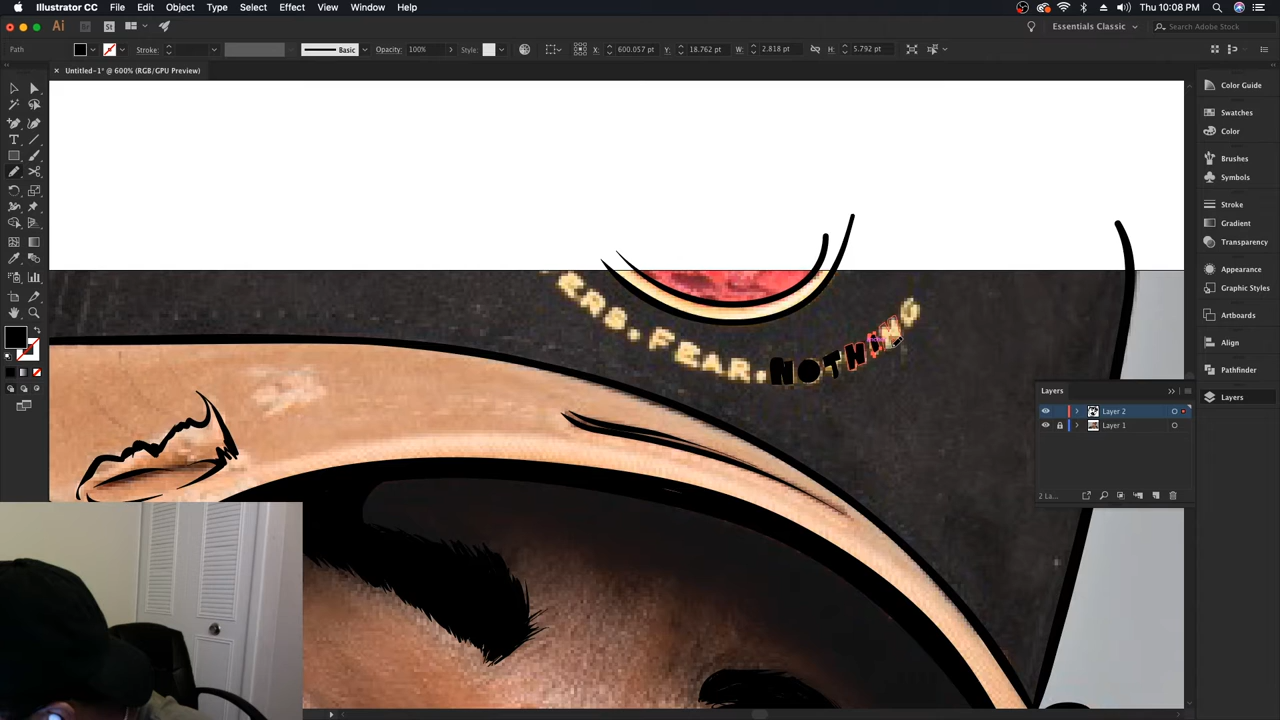 Illustrator CC File Edit Object Type Select Effect View Window Help
Thu 10:08 PM
Ai Br St Essentials Classic Search Adobe Stock
Path Stroke: Basic Opacity: 100% Style: X: 600.057 pt Y: 18.762 pt W: 2.818 pt H: 5.792 pt
Untitled-1* @ 600% (RGB/GPU Preview)
Color Guide
Swatches
Color
Brushes
Symbols
Stroke
Gradient
Transparency
Appearance
Graphic Styles
Artboards
Align
Pathfinder
Layers
Layers
Layer 2
Layer 1
2 La...
ERS. FEAR. NOTHING